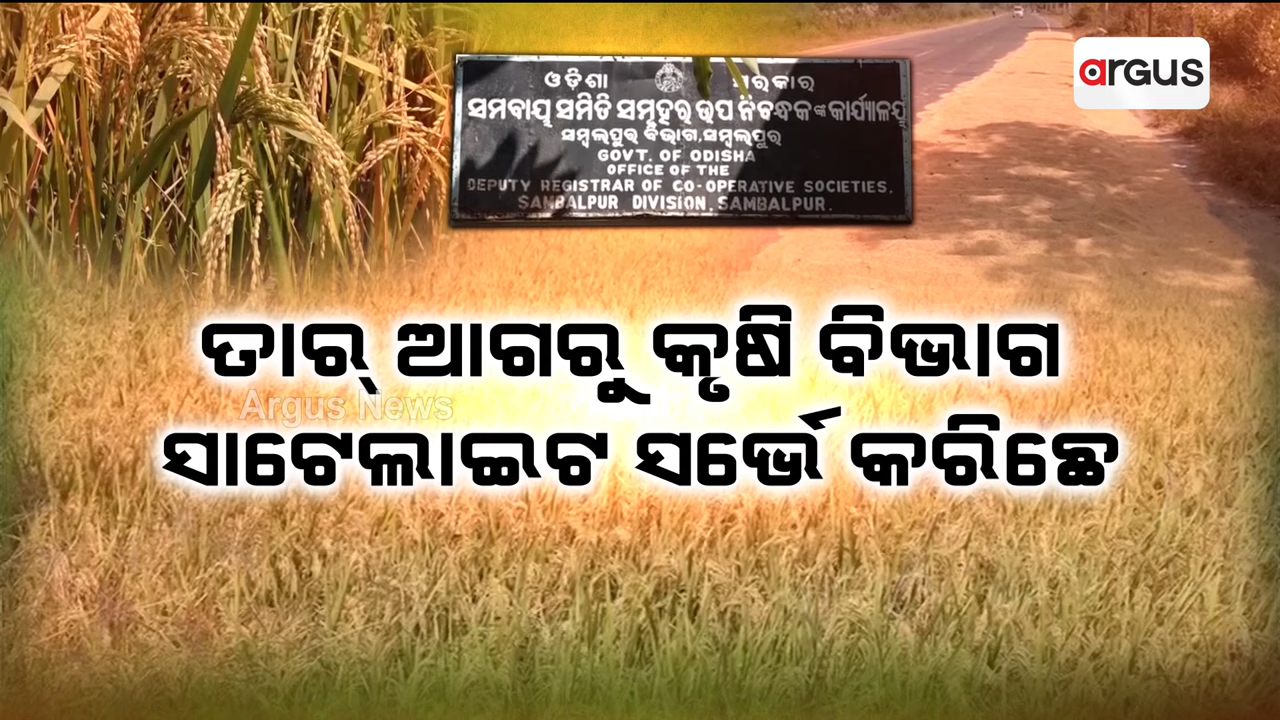 argus
ଓଡ଼ିଶା ସରକାର
ସମବାୟ ସମିତି ସମୂହର ଉପ ନିବନ୍ଧକଙ୍କ କାର୍ଯ୍ୟାଳୟ
ସମ୍ବଲପୁର ବିଭାଗ,ସମ୍ବଲପୁର
GOVT. OF ODISHA
OFFICE OF THE
DEPUTY REGISTRAR OF CO-OPERATIVE SOCIETIES,
SAMBALPUR DIVISION, SAMBALPUR.
ତାର୍ ଆଗରୁ କୃଷି ବିଭାଗ
Argus News
ସାଟେଲାଇଟ ସର୍ଭେ କରିଛେ